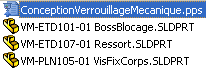 ConceptionVerrouillageMecanique.pps
VM-ETD101-01 BossBlocage.SLDPRT
VM-ETD107-01 Ressort.SLDPRT
VM-PLN105-01 VisFixCorps.SLDPRT